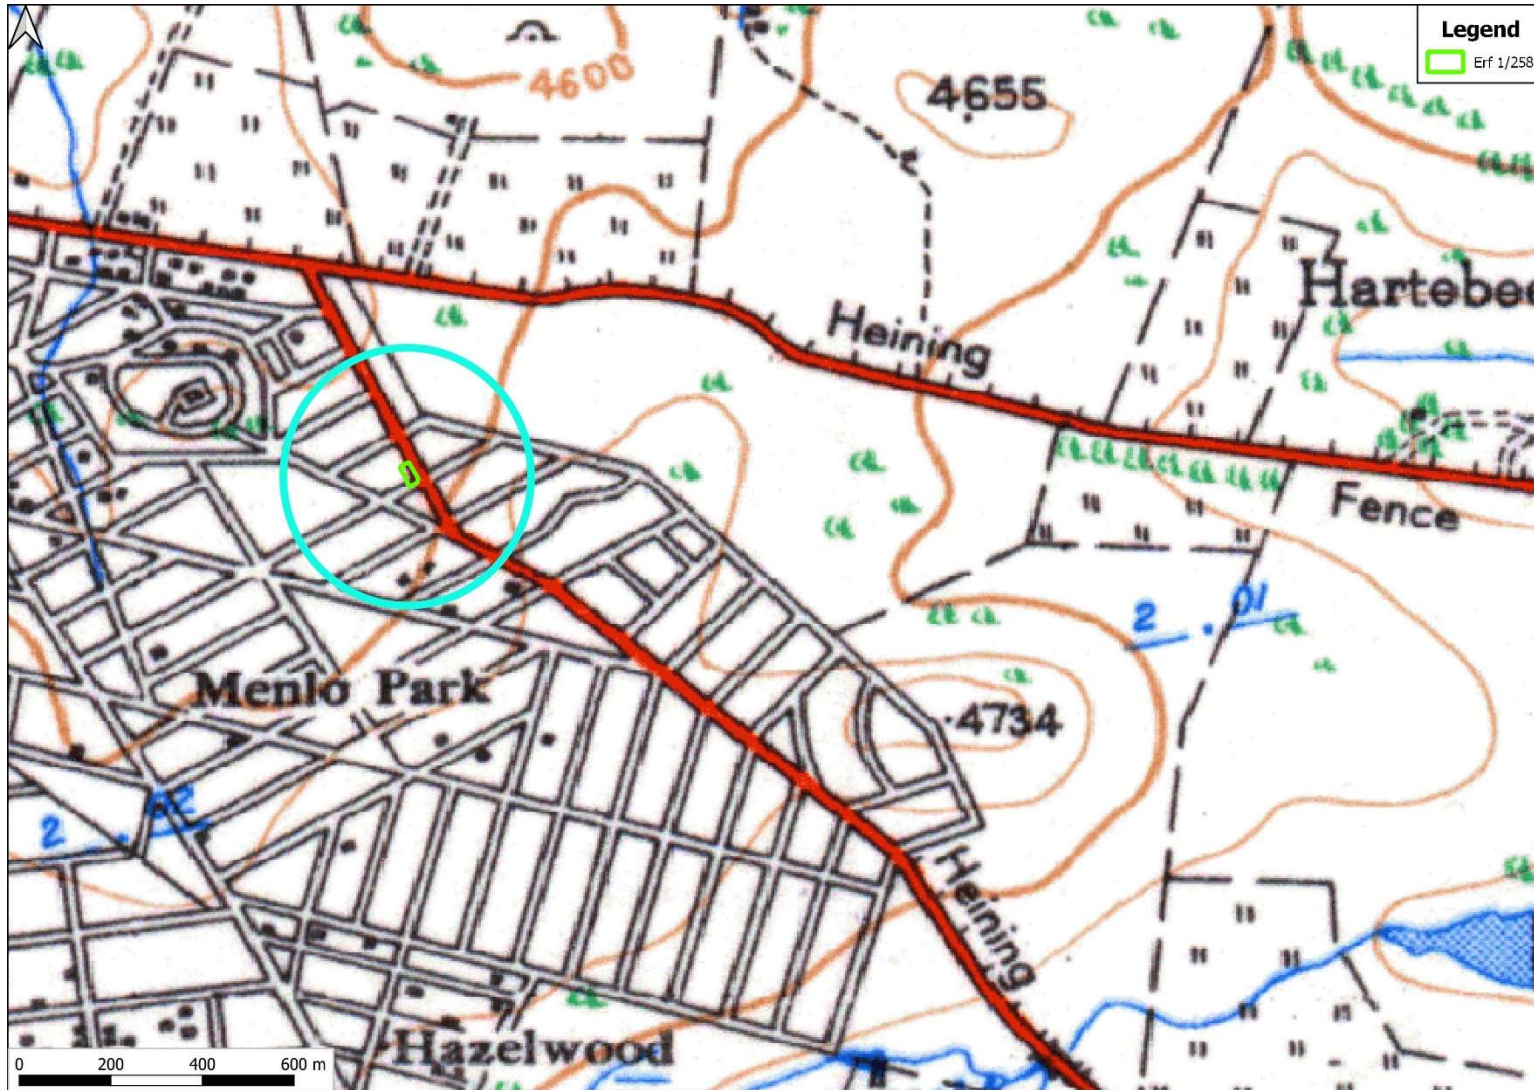 Legend
Erf 1/258
4600
4655
Hartebee
Heining
Fence
2 . 01
Menlo Park
4734
2 . 02
Heining
Hazelwood
0 200 400 600 m